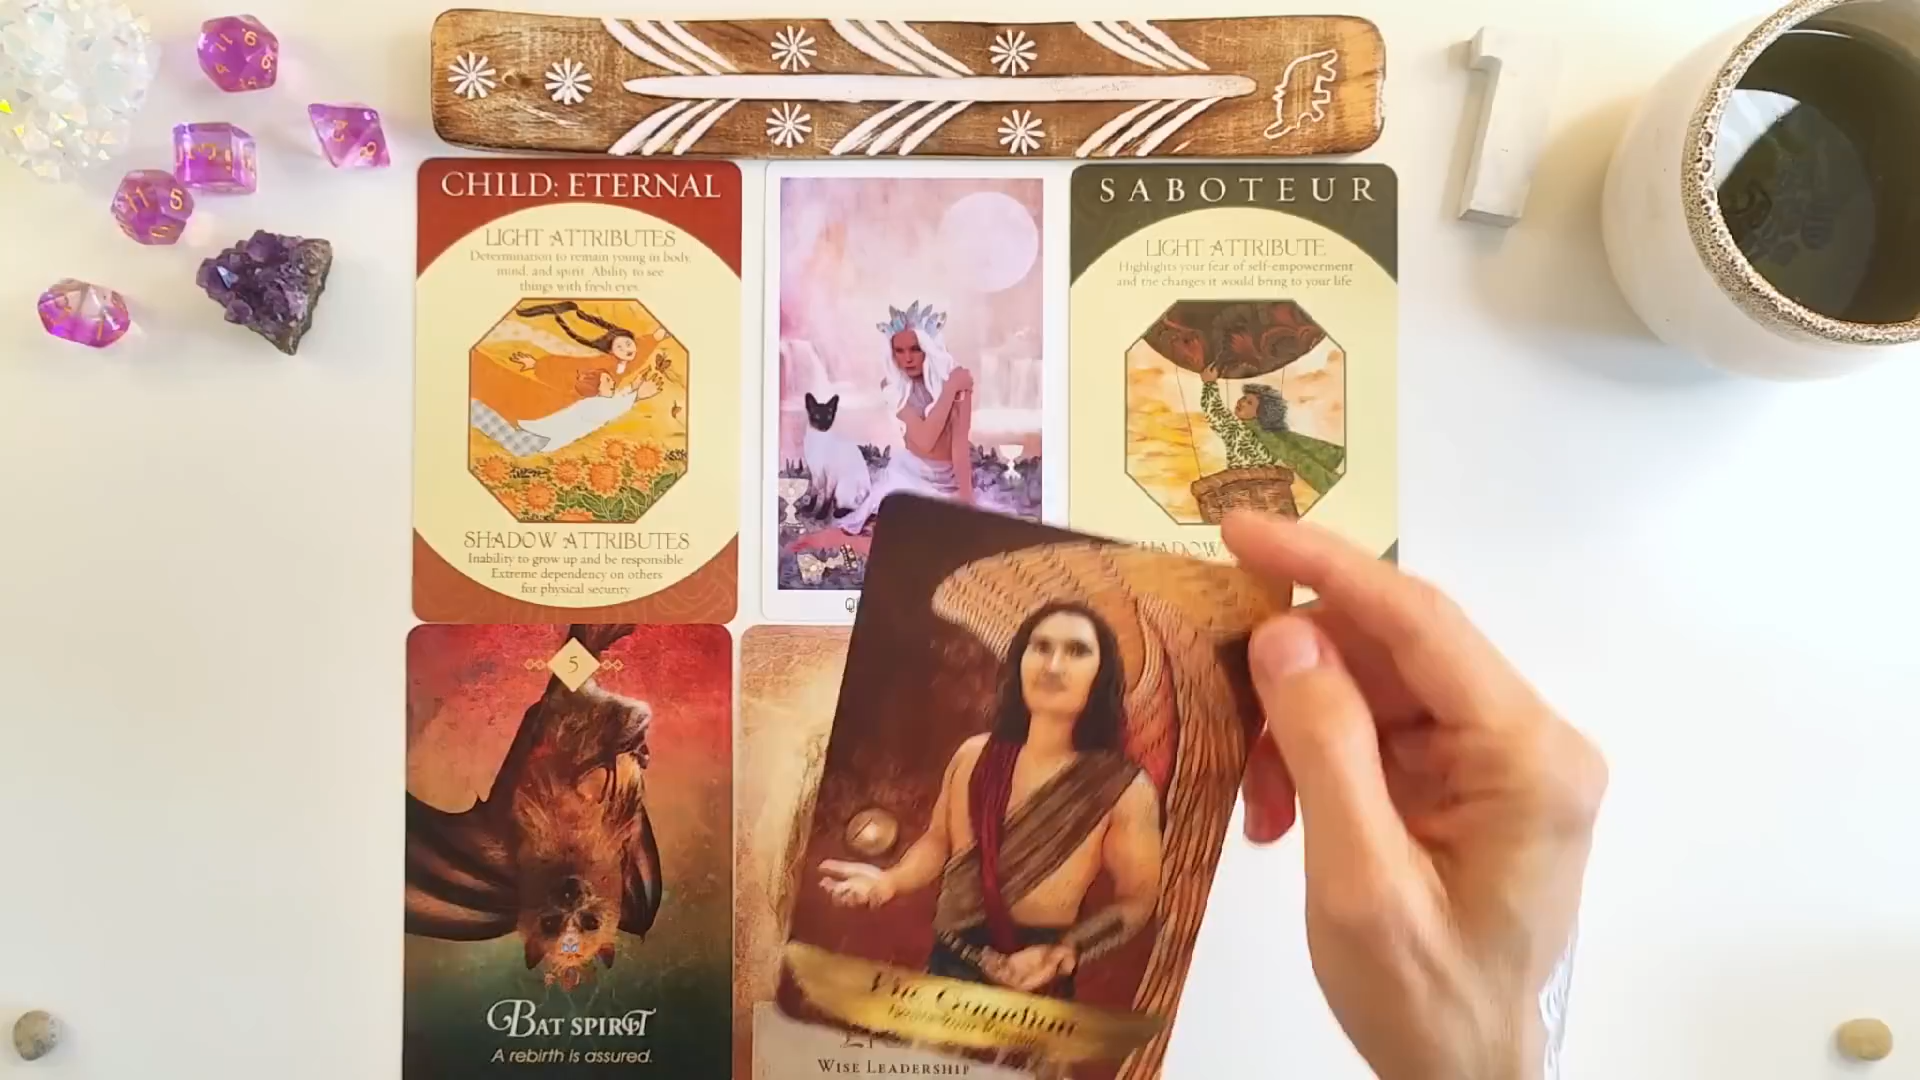 CHILD: ETERNAL
LIGHT ATTRIBUTES
Determination to remain young in body,
mind, and spirit. Ability to see
things with fresh eyes.
SHADOW ATTRIBUTES
Inability to grow up and be responsible
Extreme dependency on others
for physical security.
SABOTEUR
LIGHT ATTRIBUTE
Highlights your fear of self-empowerment
and the changes it would bring to your life
SHADOW
5
BAT SPIRIT
A rebirth is assured.
WISE LEADERSHIP